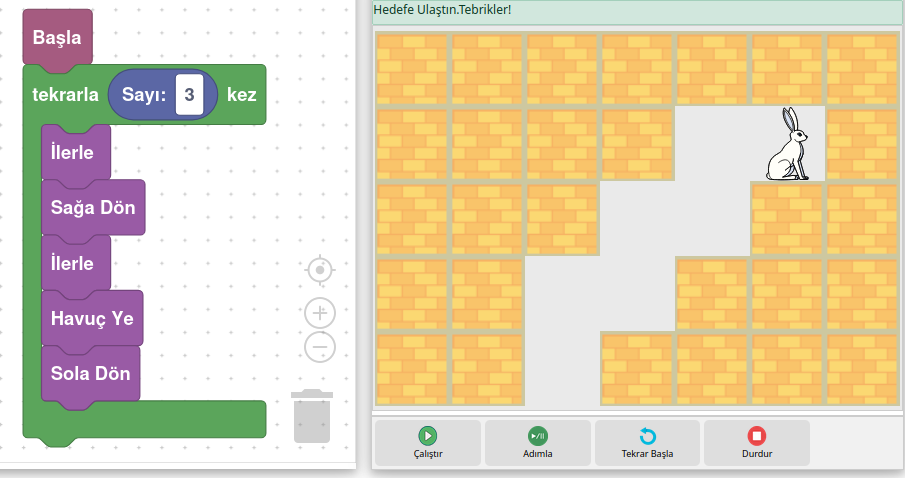 Başla
tekrarla Sayı: 3 kez
İlerle
Sağa Dön
İlerle
Havuç Ye
Sola Dön
Hedefe Ulaştın.Tebrikler!
Çalıştır
Adımla
Tekrar Başla
Durdur